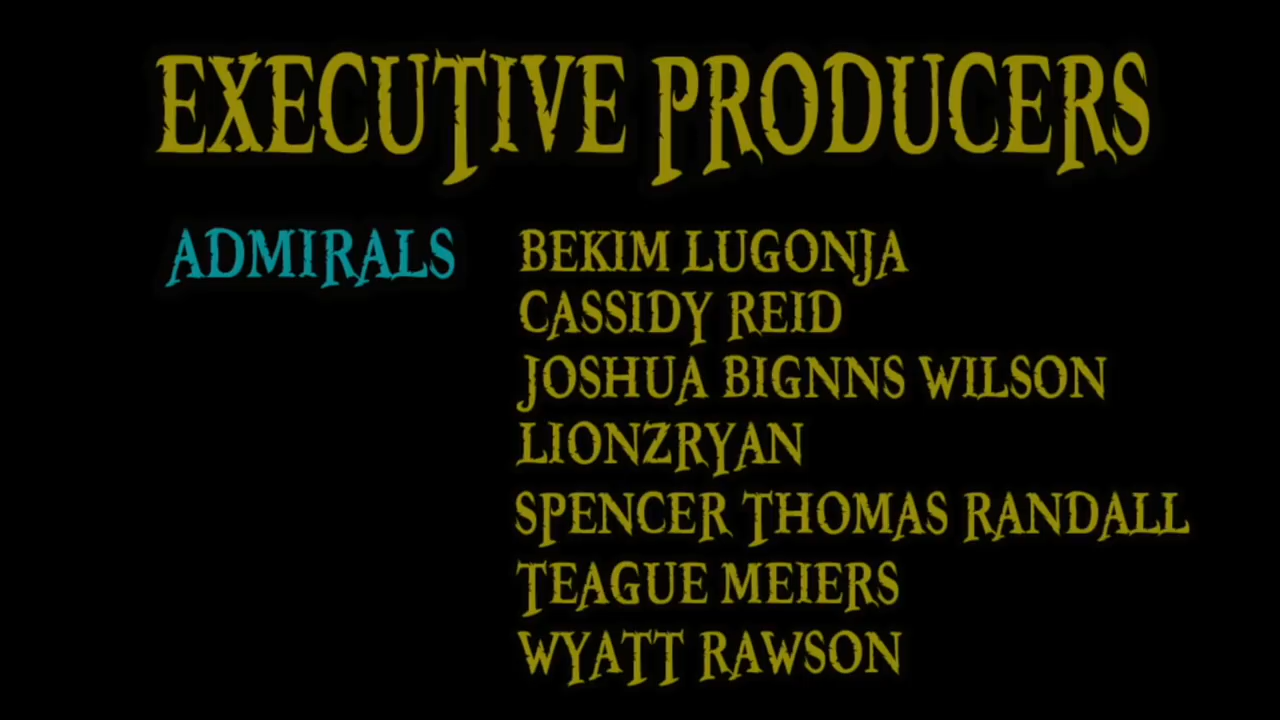 EXECUTIVE PRODUCERS
ADMIRALS BEKIM LUGONJA
CASSIDY REID
JOSHUA BIGNNS WILSON
LIONZRYAN
SPENCER THOMAS RANDALL
TEAGUE MEIERS
WYATT RAWSON